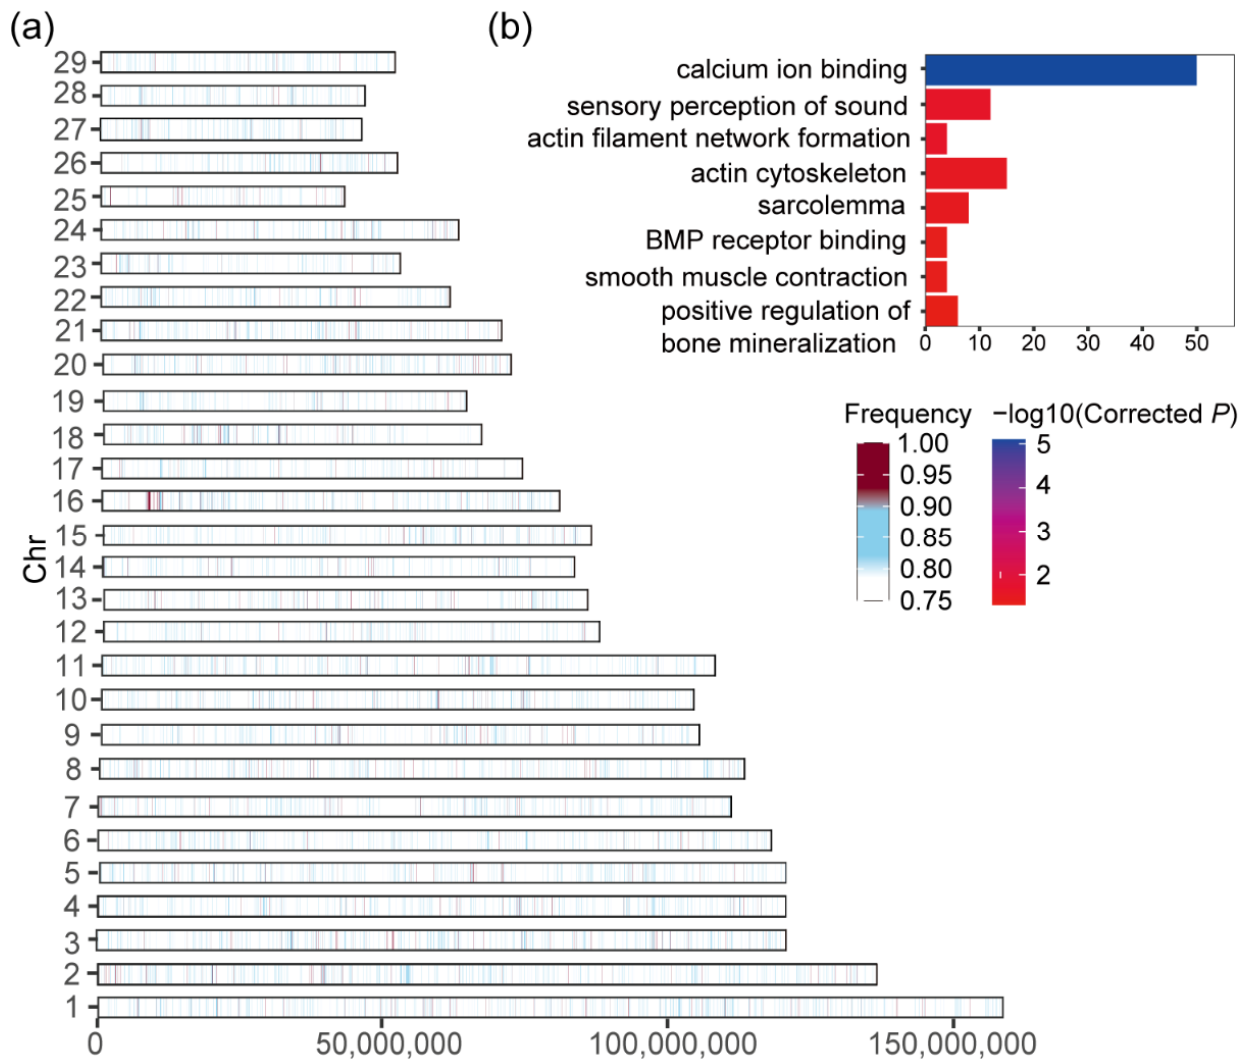 (a)
29
28
27
26
25
24
23
22
21
20
19
18
17
16
15
14
13
12
11
10
9
8
7
6
5
4
3
2
1
Chr
0 50,000,000 100,000,000 150,000,000
(b)
calcium ion binding
sensory perception of sound
actin filament network formation
actin cytoskeleton
sarcolemma
BMP receptor binding
smooth muscle contraction
positive regulation of
bone mineralization
0 10 20 30 40 50
Frequency
1.00
0.95
0.90
0.85
0.80
0.75
−log10(Corrected P)
5
4
3
2